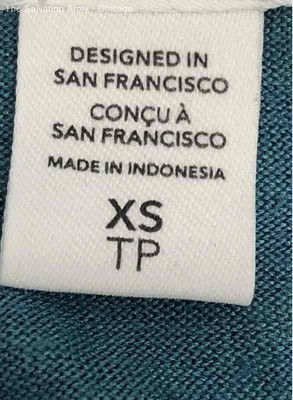 The Salvation Army, Chicago
DESIGNED IN
SAN FRANCISCO
CONÇU À
SAN FRANCISCO
MADE IN INDONESIA
XS
TP